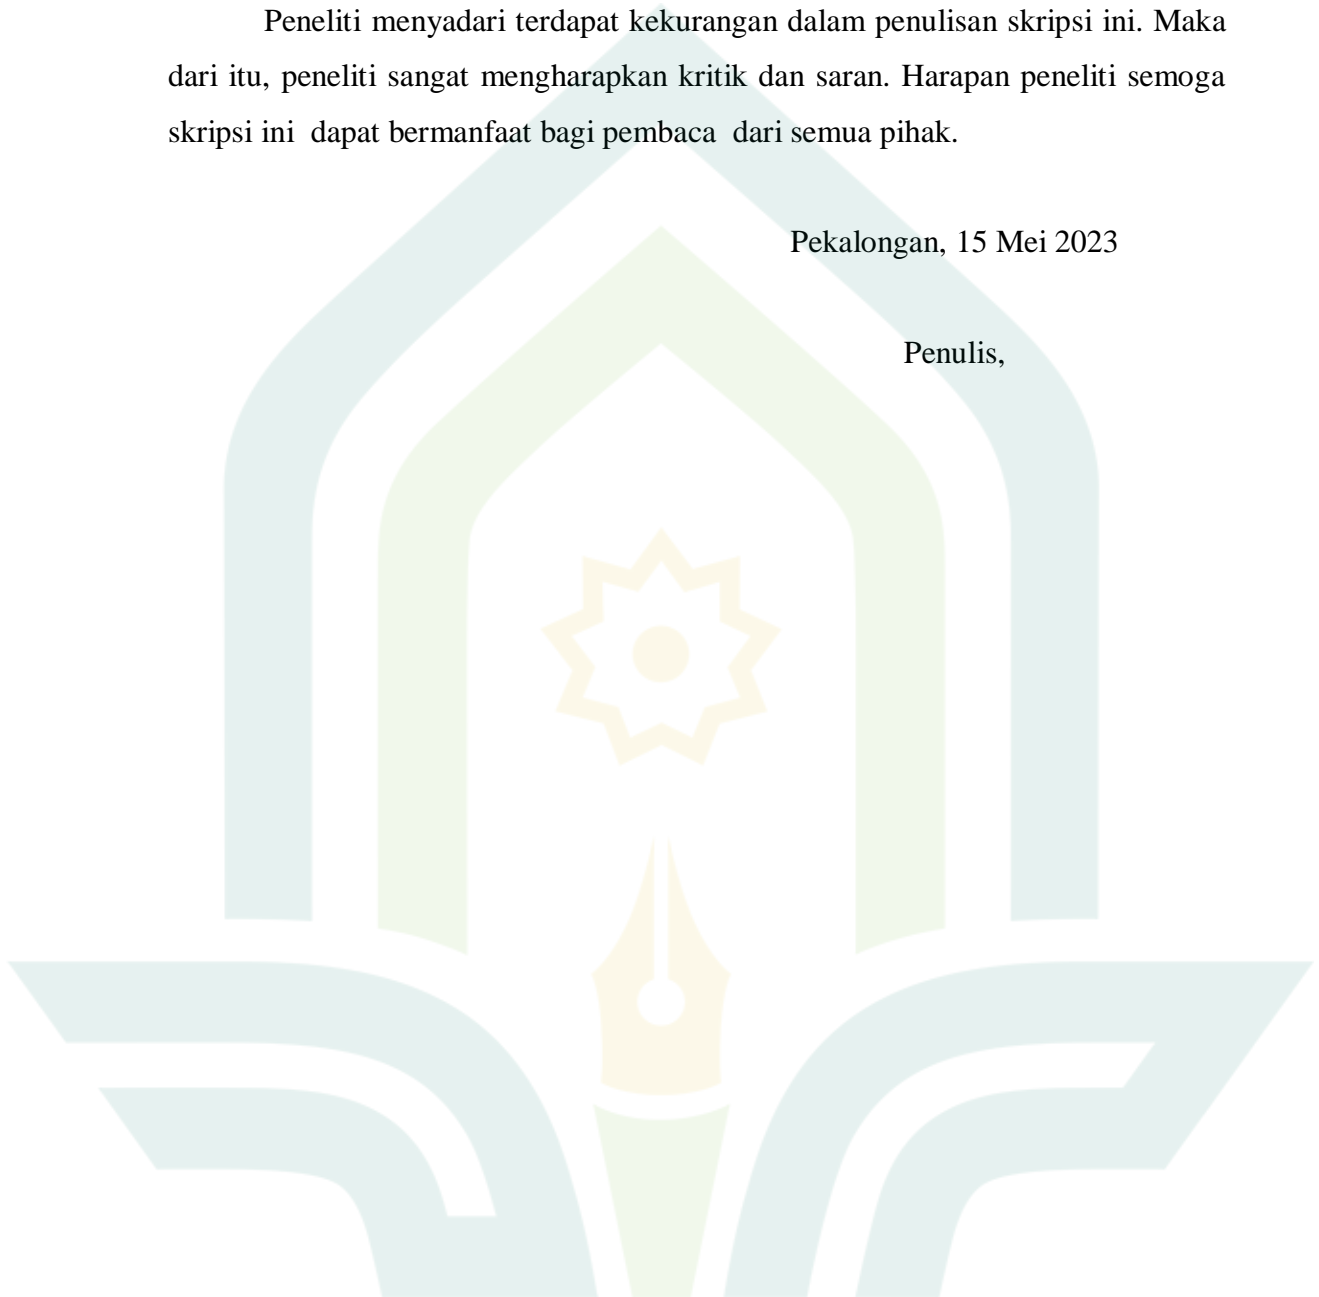 Peneliti menyadari terdapat kekurangan dalam penulisan skripsi ini. Maka
dari itu, peneliti sangat mengharapkan kritik dan saran. Harapan peneliti semoga
skripsi ini  dapat bermanfaat bagi pembaca  dari semua pihak.
Pekalongan, 15 Mei 2023
Penulis,